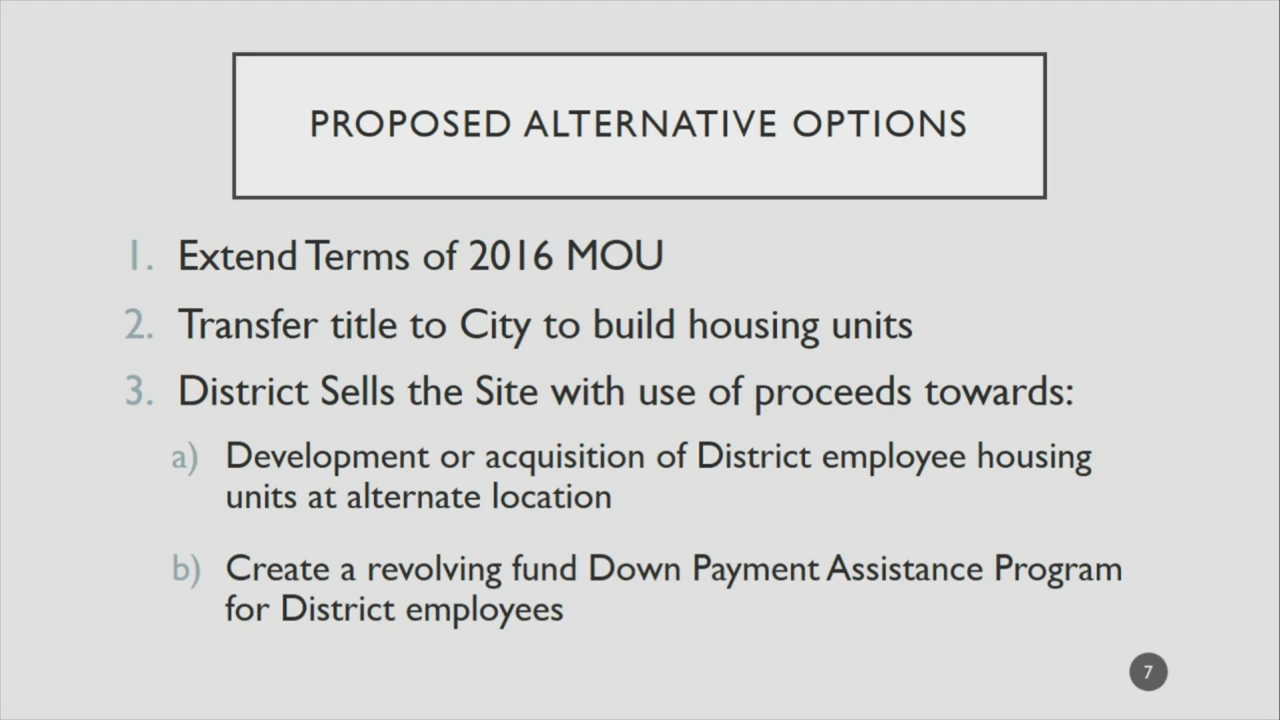 PROPOSED ALTERNATIVE OPTIONS
1. Extend Terms of 2016 MOU
2. Transfer title to City to build housing units
3. District Sells the Site with use of proceeds towards:
a) Development or acquisition of District employee housing
units at alternate location
b) Create a revolving fund Down Payment Assistance Program
for District employees
7